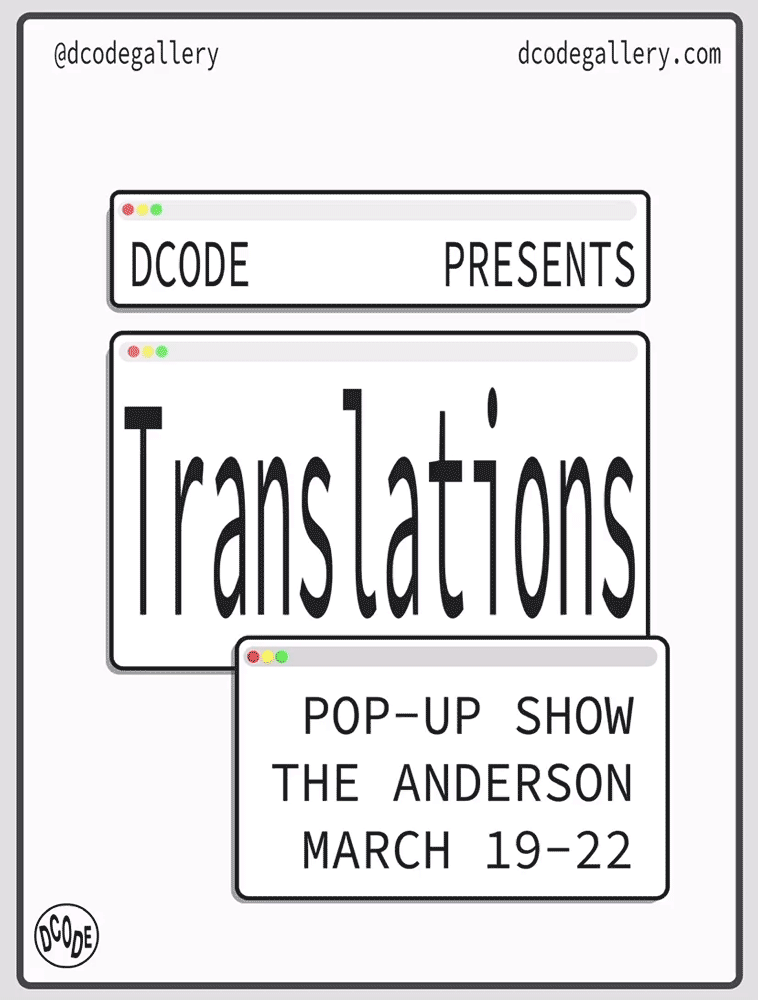 @dcodegallery dcodegallery.com
DCODE PRESENTS
Translations
POP-UP SHOW
THE ANDERSON
MARCH 19-22
DCODE